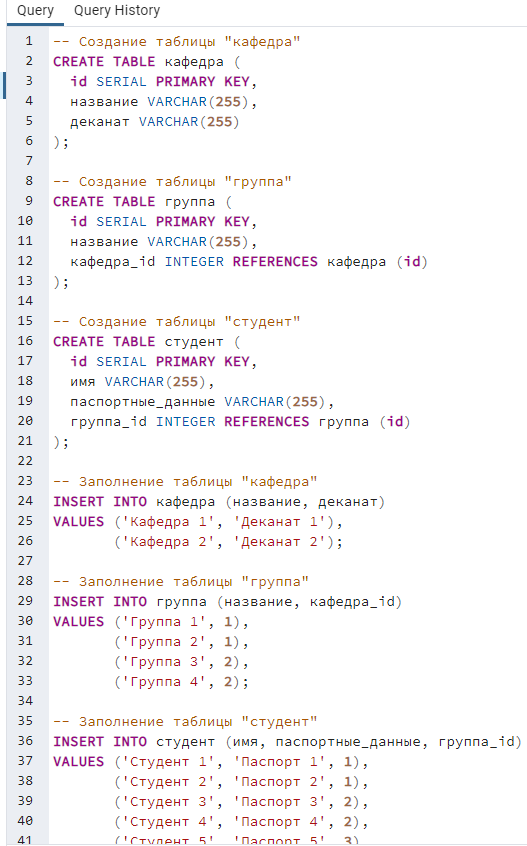 Query Query History
1 -- Создание таблицы "кафедра"
2 CREATE TABLE кафедра (
3 id SERIAL PRIMARY KEY,
4 название VARCHAR(255),
5 деканат VARCHAR(255)
6 );
7
8 -- Создание таблицы "группа"
9 CREATE TABLE группа (
10 id SERIAL PRIMARY KEY,
11 название VARCHAR(255),
12 кафедра_id INTEGER REFERENCES кафедра (id)
13 );
14
15 -- Создание таблицы "студент"
16 CREATE TABLE студент (
17 id SERIAL PRIMARY KEY,
18 имя VARCHAR(255),
19 паспортные_данные VARCHAR(255),
20 группа_id INTEGER REFERENCES группа (id)
21 );
22
23 -- Заполнение таблицы "кафедра"
24 INSERT INTO кафедра (название, деканат)
25 VALUES ('Кафедра 1', 'Деканат 1'),
26 ('Кафедра 2', 'Деканат 2');
27
28 -- Заполнение таблицы "группа"
29 INSERT INTO группа (название, кафедра_id)
30 VALUES ('Группа 1', 1),
31 ('Группа 2', 1),
32 ('Группа 3', 2),
33 ('Группа 4', 2);
34
35 -- Заполнение таблицы "студент"
36 INSERT INTO студент (имя, паспортные_данные, группа_id)
37 VALUES ('Студент 1', 'Паспорт 1', 1),
38 ('Студент 2', 'Паспорт 2', 1),
39 ('Студент 3', 'Паспорт 3', 2),
40 ('Студент 4', 'Паспорт 4', 2),
41 ('Студент 5', 'Паспорт 5', 3)